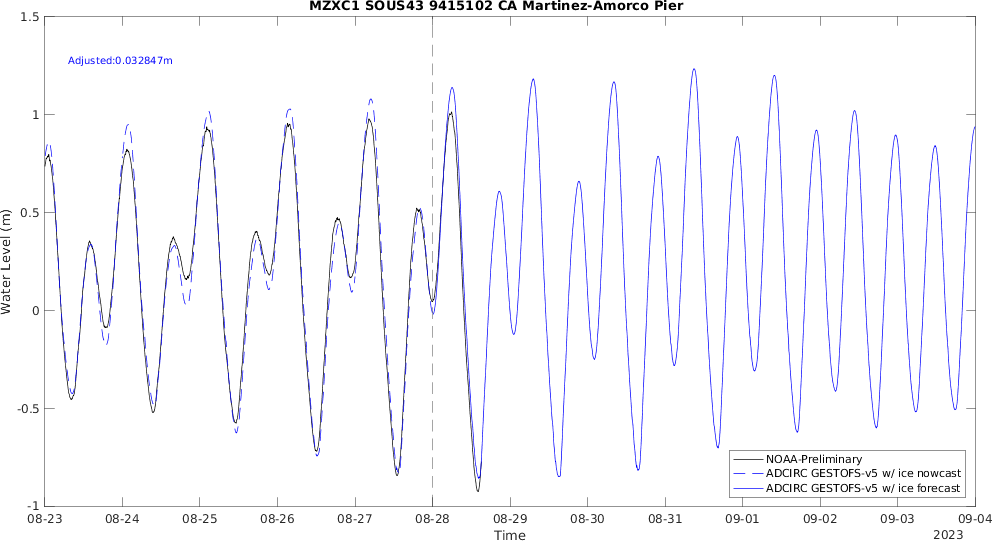 MZXC1 SOUS43 9415102 CA Martinez-Amorco Pier
Adjusted:0.032847m
Water Level (m)
1.5
1
0.5
0
-0.5
-1
08-23 08-24 08-25 08-26 08-27 08-28 08-29 08-30 08-31 09-01 09-02 09-03 09-04
Time
2023
NOAA-Preliminary
ADCIRC GESTOFS-v5 w/ ice nowcast
ADCIRC GESTOFS-v5 w/ ice forecast